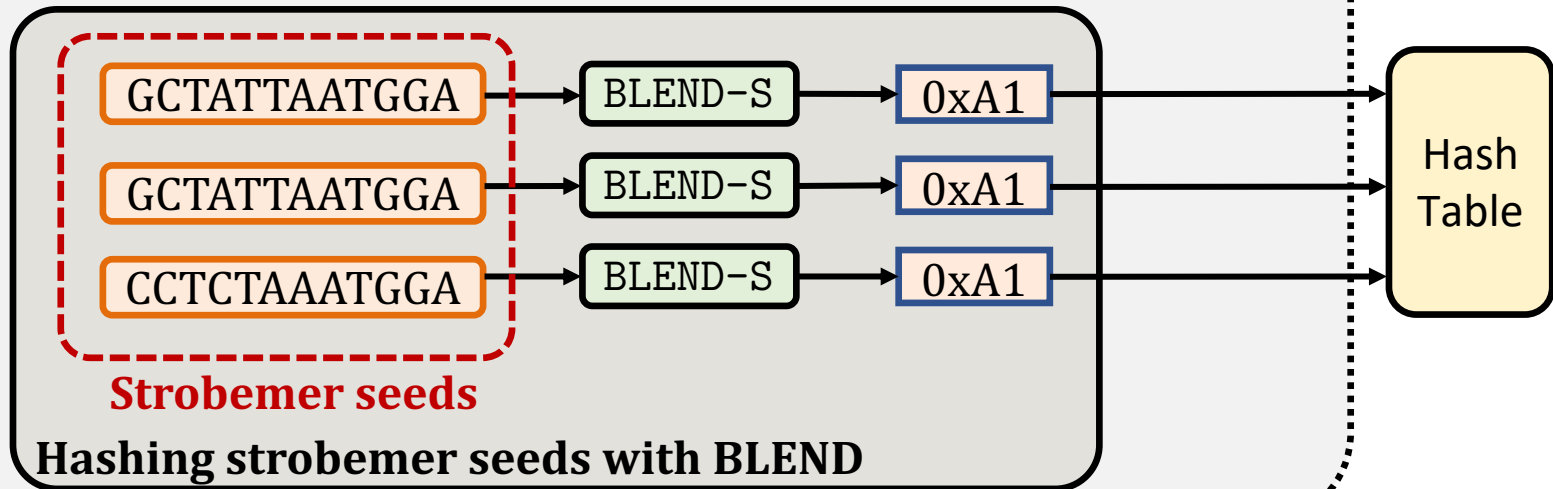 GCTATTAATGGA BLEND-S 0xA1
GCTATTAATGGA BLEND-S 0xA1
CCTCTAAATGGA BLEND-S 0xA1
Hash
Table
Strobemer seeds
Hashing strobemer seeds with BLEND